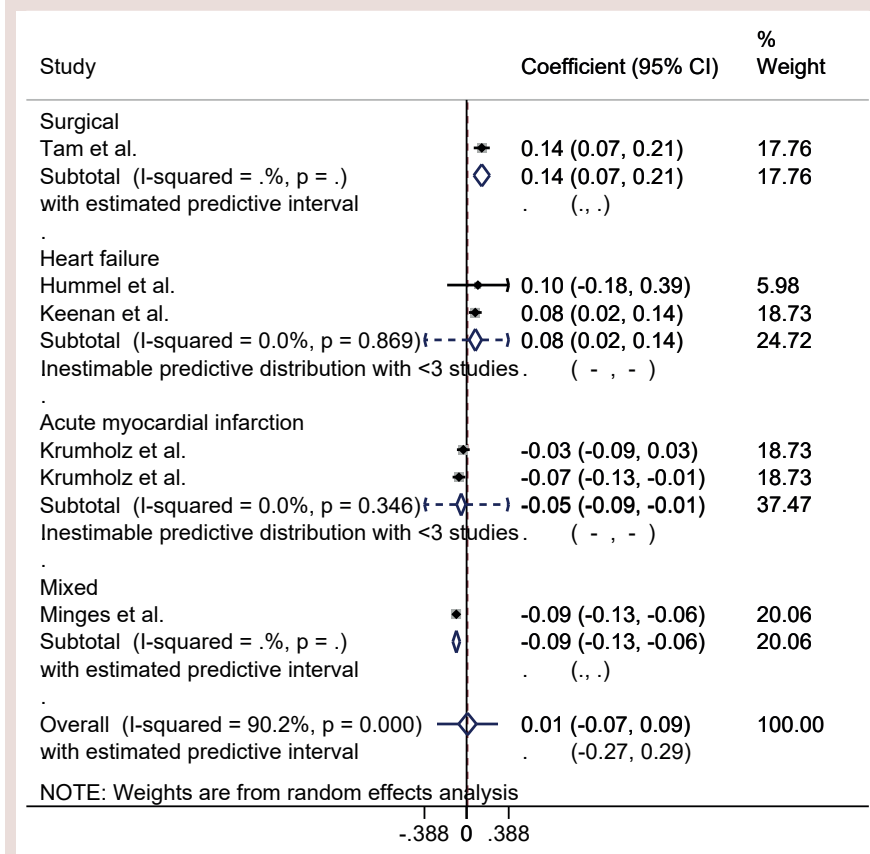 %
Study Coefficient (95% CI) Weight
Surgical
Tam et al. 0.14 (0.07, 0.21) 17.76
Subtotal (I-squared = .%, p = .) 0.14 (0.07, 0.21) 17.76
with estimated predictive interval . (., .)
.
Heart failure
Hummel et al. 0.10 (-0.18, 0.39) 5.98
Keenan et al. 0.08 (0.02, 0.14) 18.73
Subtotal (I-squared = 0.0%, p = 0.869) 0.08 (0.02, 0.14) 24.72
Inestimable predictive distribution with <3 studies . ( - , - )
.
Acute myocardial infarction
Krumholz et al. -0.03 (-0.09, 0.03) 18.73
Krumholz et al. -0.07 (-0.13, -0.01) 18.73
Subtotal (I-squared = 0.0%, p = 0.346) -0.05 (-0.09, -0.01) 37.47
Inestimable predictive distribution with <3 studies . ( - , - )
.
Mixed
Minges et al. -0.09 (-0.13, -0.06) 20.06
Subtotal (I-squared = .%, p = .) -0.09 (-0.13, -0.06) 20.06
with estimated predictive interval . (., .)
.
Overall (I-squared = 90.2%, p = 0.000) 0.01 (-0.07, 0.09) 100.00
with estimated predictive interval . (-0.27, 0.29)
NOTE: Weights are from random effects analysis
-.388 0 .388